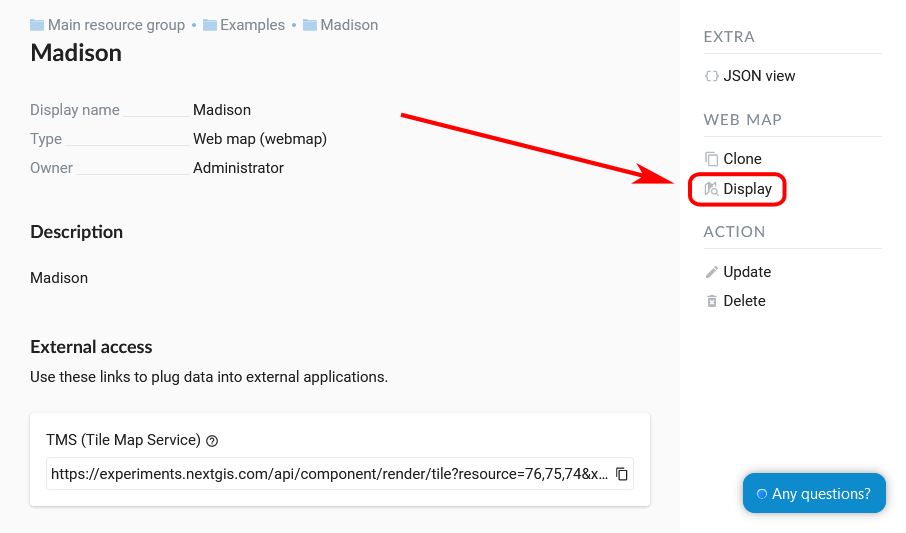 Main resource group • Examples • Madison
Madison
Display name Madison
Type Web map (webmap)
Owner Administrator
Description
Madison
External access
Use these links to plug data into external applications.
TMS (Tile Map Service)
https://experiments.nextgis.com/api/component/render/tile?resource=76,75,74&x...
EXTRA
JSON view
WEB MAP
Clone
Display
ACTION
Update
Delete
Any questions?